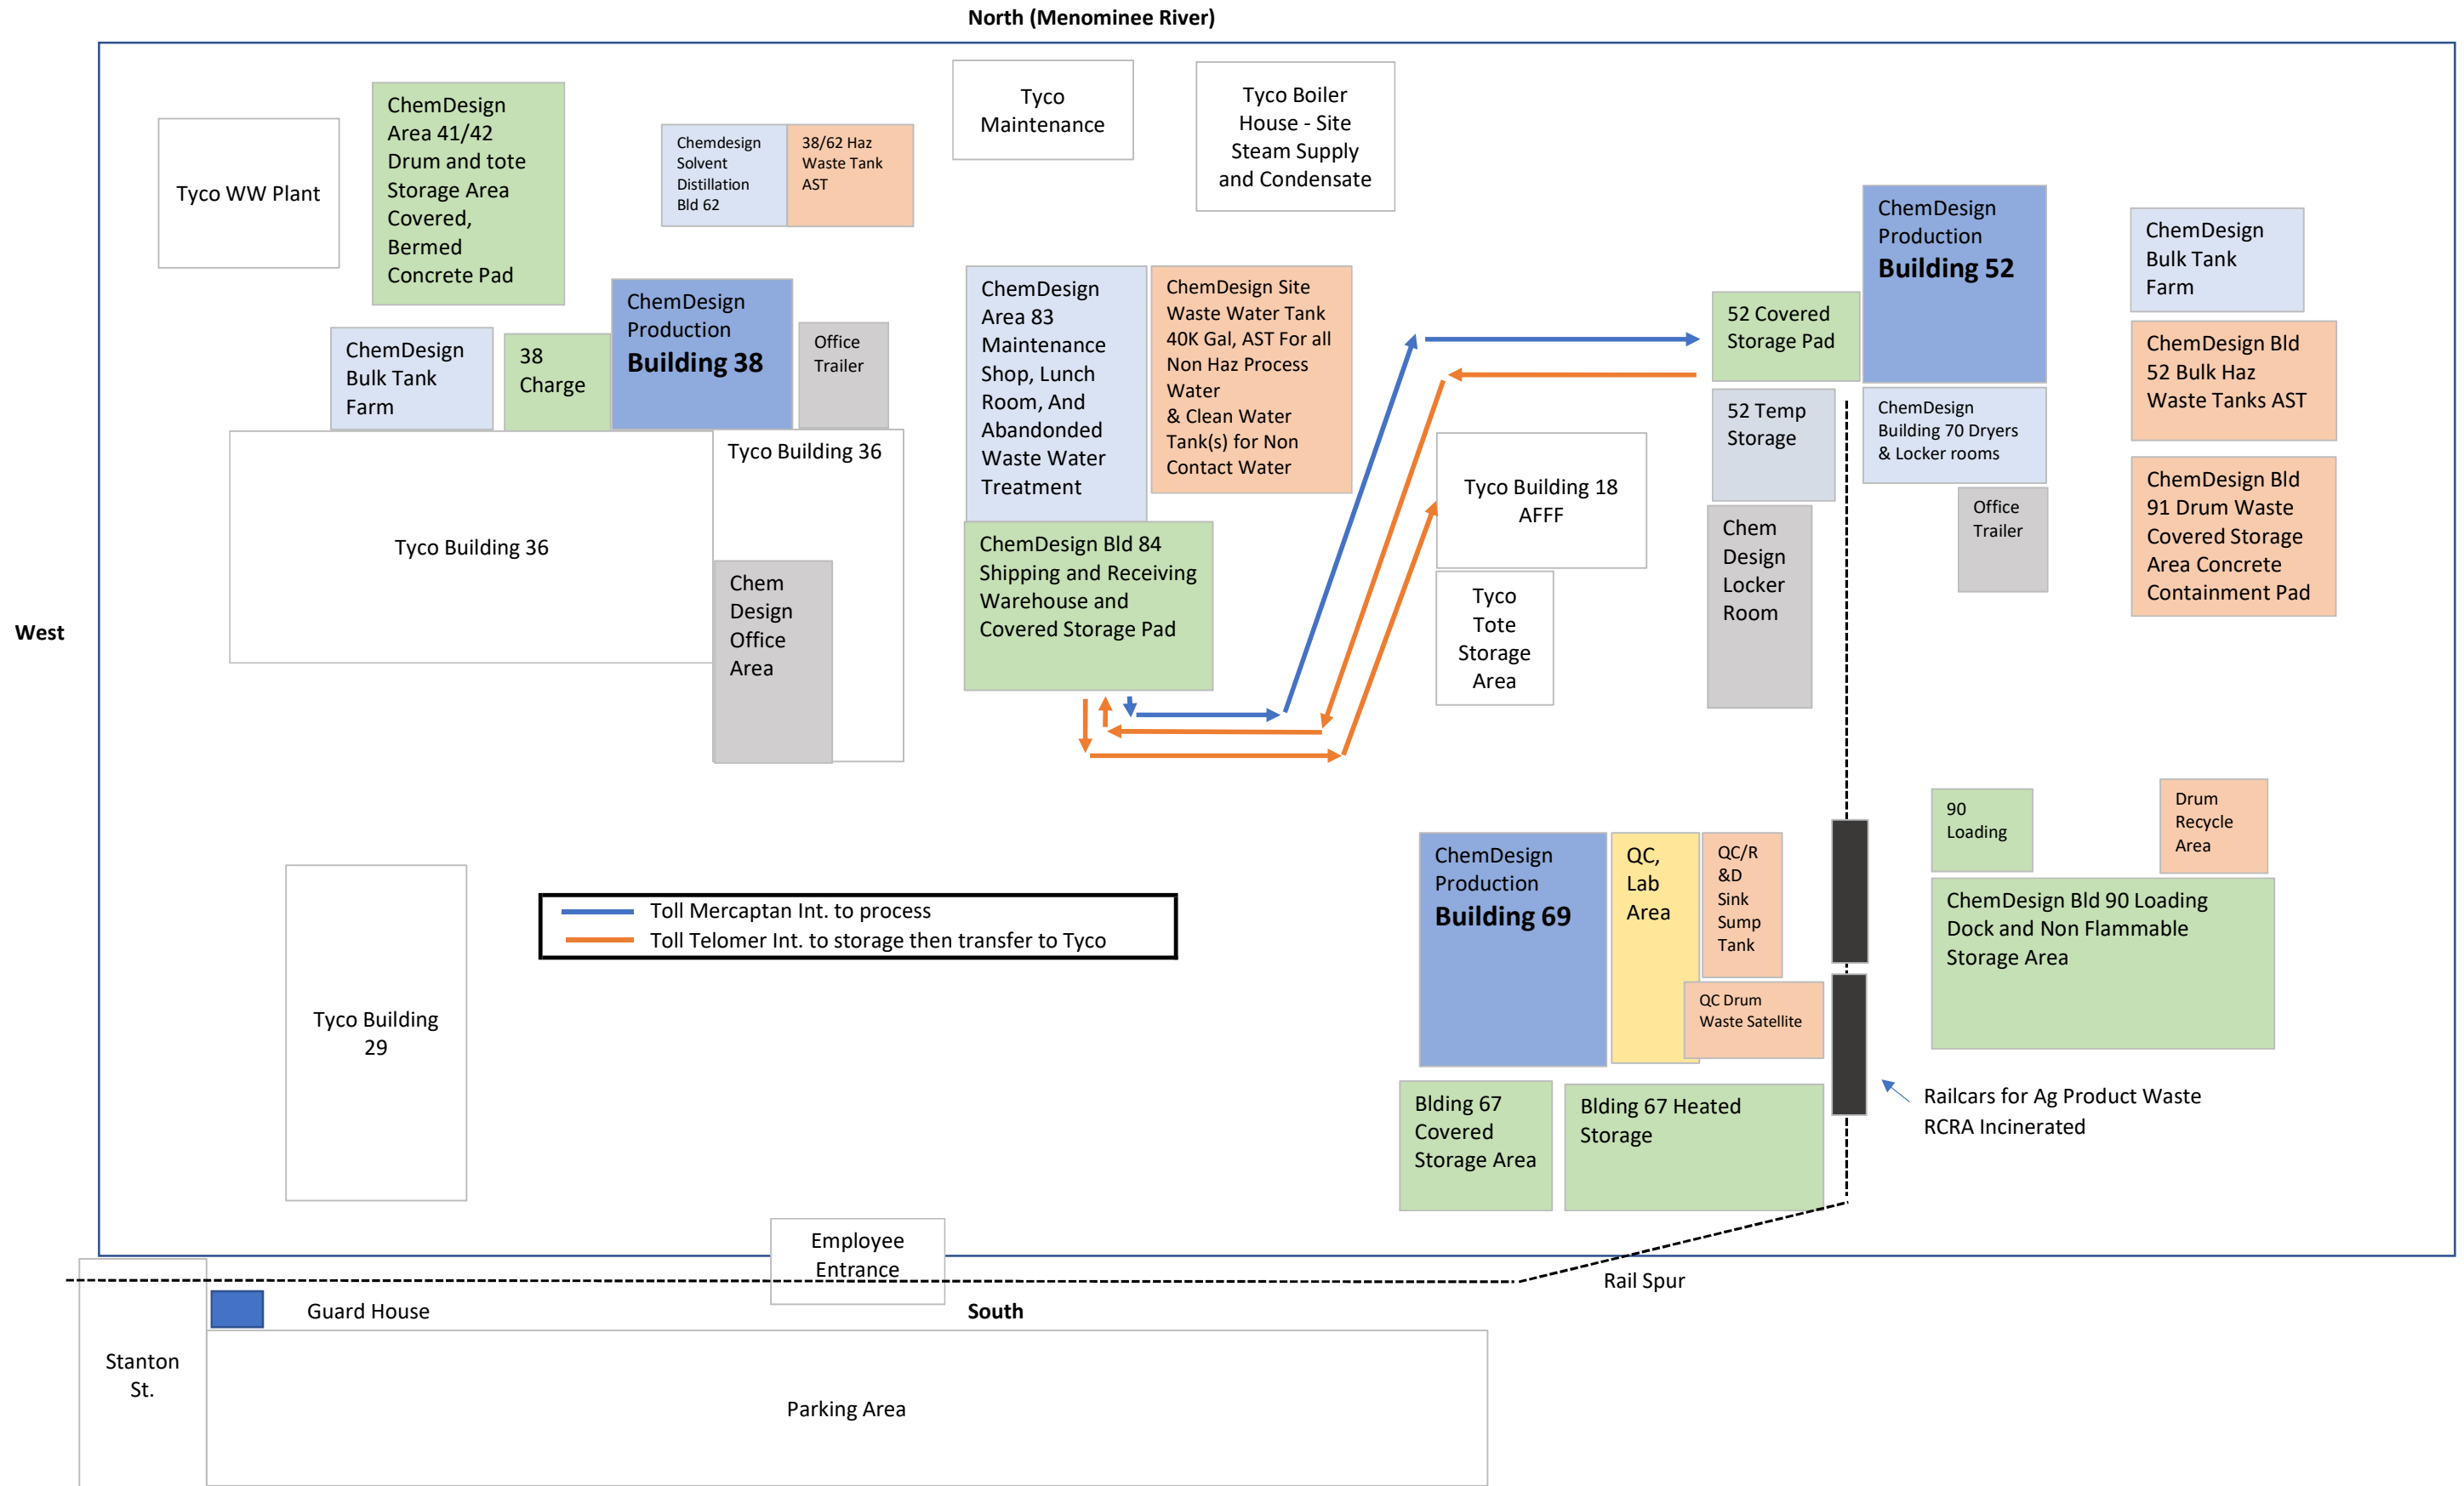 North (Menominee River)
Tyco WW Plant
ChemDesign
Area 41/42
Drum and tote
Storage Area
Covered,
Bermed
Concrete Pad
Chemdesign
Solvent
Distillation
Bld 62
38/62 Haz
Waste Tank
AST
Tyco
Maintenance
Tyco Boiler
House - Site
Steam Supply
and Condensate
ChemDesign
Bulk Tank
Farm
38
Charge
ChemDesign
Production
Building 38
Office
Trailer
Tyco Building 36
Tyco Building 36
Chem
Design
Office
Area
ChemDesign
Area 83
Maintenance
Shop, Lunch
Room, And
Abandonded
Waste Water
Treatment
ChemDesign Site
Waste Water Tank
40K Gal, AST For all
Non Haz Process
Water
& Clean Water
Tank(s) for Non
Contact Water
ChemDesign Bld 84
Shipping and Receiving
Warehouse and
Covered Storage Pad
Tyco Building 18
AFFF
Tyco
Tote
Storage
Area
52 Covered
Storage Pad
ChemDesign
Production
Building 52
52 Temp
Storage
ChemDesign
Building 70 Dryers
& Locker rooms
Chem
Design
Locker
Room
Office
Trailer
ChemDesign
Bulk Tank
Farm
ChemDesign Bld
52 Bulk Haz
Waste Tanks AST
ChemDesign Bld
91 Drum Waste
Covered Storage
Area Concrete
Containment Pad
West
Tyco Building
29
Toll Mercaptan Int. to process
Toll Telomer Int. to storage then transfer to Tyco
ChemDesign
Production
Building 69
QC,
Lab
Area
QC/R
&D
Sink
Sump
Tank
QC Drum
Waste Satellite
90
Loading
Drum
Recycle
Area
ChemDesign Bld 90 Loading
Dock and Non Flammable
Storage Area
Blding 67
Covered
Storage Area
Blding 67 Heated
Storage
Railcars for Ag Product Waste
RCRA Incinerated
Employee
Entrance
Rail Spur
Guard House
South
Stanton
St.
Parking Area